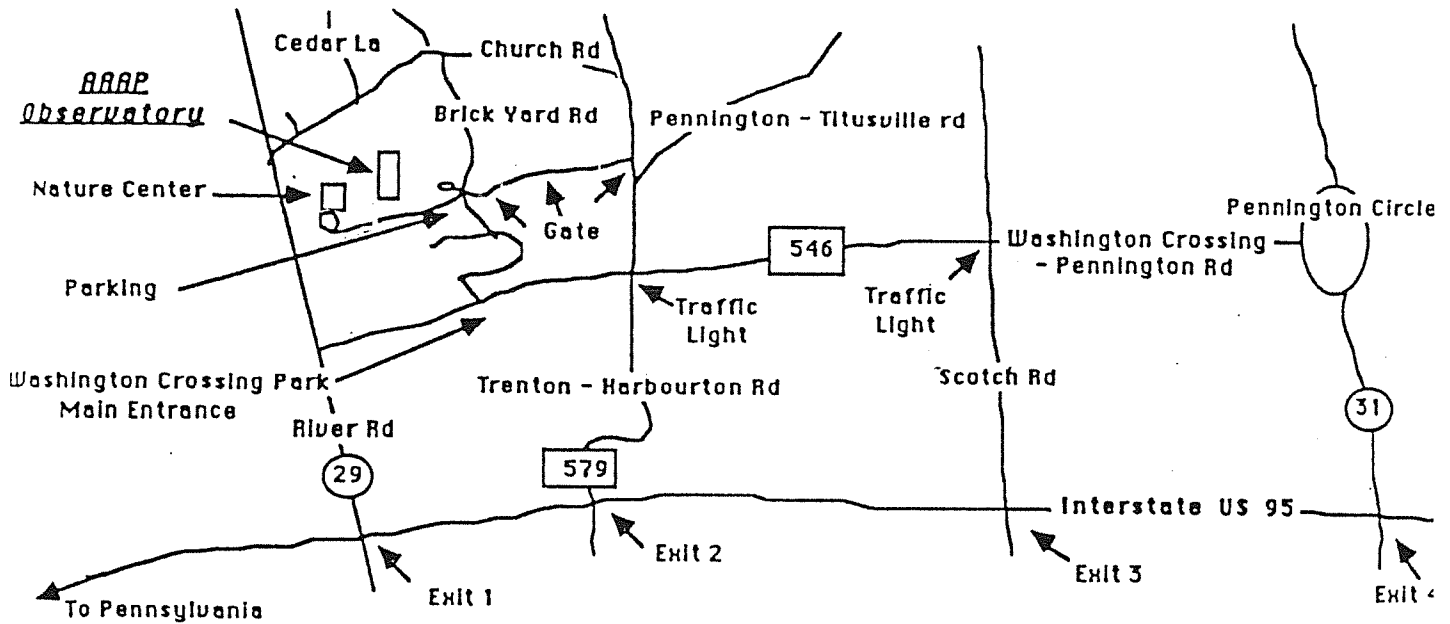 Cedar La
Church Rd
AAAP
Observatory
Brick Yard Rd
Pennington - Titusville rd
Nature Center
Pennington Circle
Gate
546
Washington Crossing
- Pennington Rd
Parking
Traffic
Light
Traffic
Light
Washington Crossing Park
Main Entrance
Trenton - Harbourton Rd
Scotch Rd
31
River Rd
579
29
Interstate US 95
Exit 2
Exit 3
Exit 1
Exit
To Pennsylvania